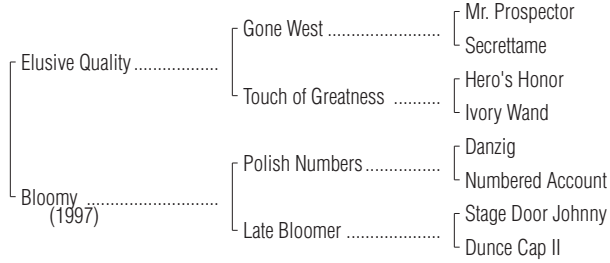 Mr. Prospector
Gone West ....................
Secrettame
Elusive Quality ...............
Hero's Honor
Touch of Greatness ..........
Ivory Wand
Danzig
Polish Numbers ................
Numbered Account
Bloomy ........................
(1997)
Stage Door Johnny
Late Bloomer ..................
Dunce Cap II